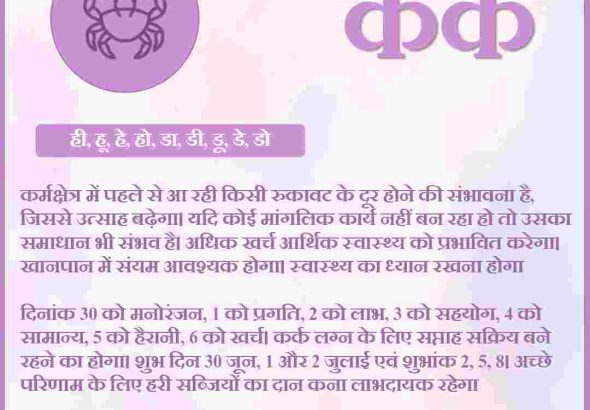 कर्क
ही, हू, हे, हो, डा, डी, डू, डे, डो
कर्मक्षेत्र में पहले से आ रही किसी रुकावट के दूर होने की संभावना है,
जिससे उत्साह बढ़ेगा। यदि कोई मांगलिक कार्य नहीं बन रहा हो तो उसका
समाधान भी संभव है। अधिक खर्च आर्थिक स्वास्थ्य को प्रभावित करेगा।
खानपान में संयम आवश्यक होगा। स्वास्थ्य का ध्यान रखना होगा
दिनांक 30 को मनोरंजन, 1 को प्रगति, 2 को लाभ, 3 को सहयोग, 4 को
सामान्य, 5 को हैरानी, 6 को खर्च। कर्क लग्न के लिए सप्ताह सक्रिय बने
रहने का होगा। शुभ दिन 30 जून, 1 और 2 जुलाई एवं शुभांक 2, 5, 8। अच्छे
परिणाम के लिए हरी सब्जियों का दान कना लाभदायक रहेगा